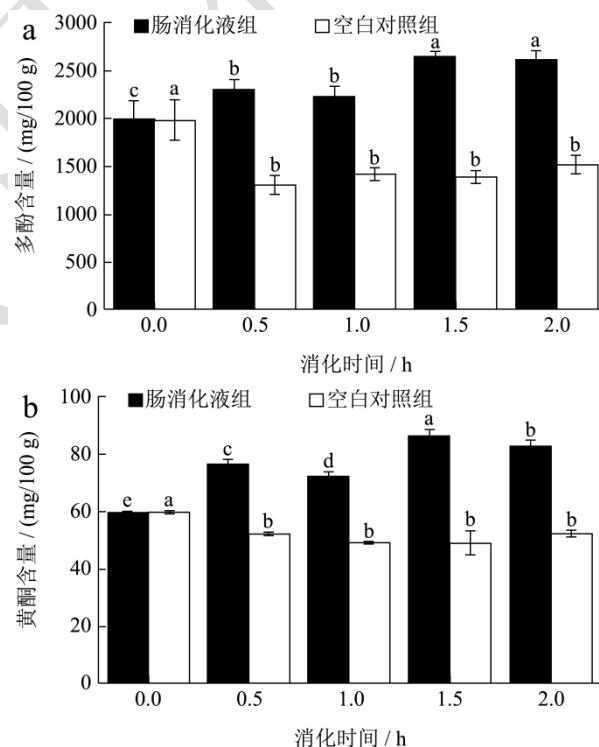 a
■肠消化液组 □空白对照组
3000
2500
2000
1500
1000
500
0
多酚含量 / (mg/100 g)
c a b b b b a b a b
0.0 0.5 1.0 1.5 2.0
消化时间 / h
b
■肠消化液组 □空白对照组
100
80
60
40
20
0
黄酮含量 / (mg/100 g)
e a c b d b a b b b
0.0 0.5 1.0 1.5 2.0
消化时间 / h